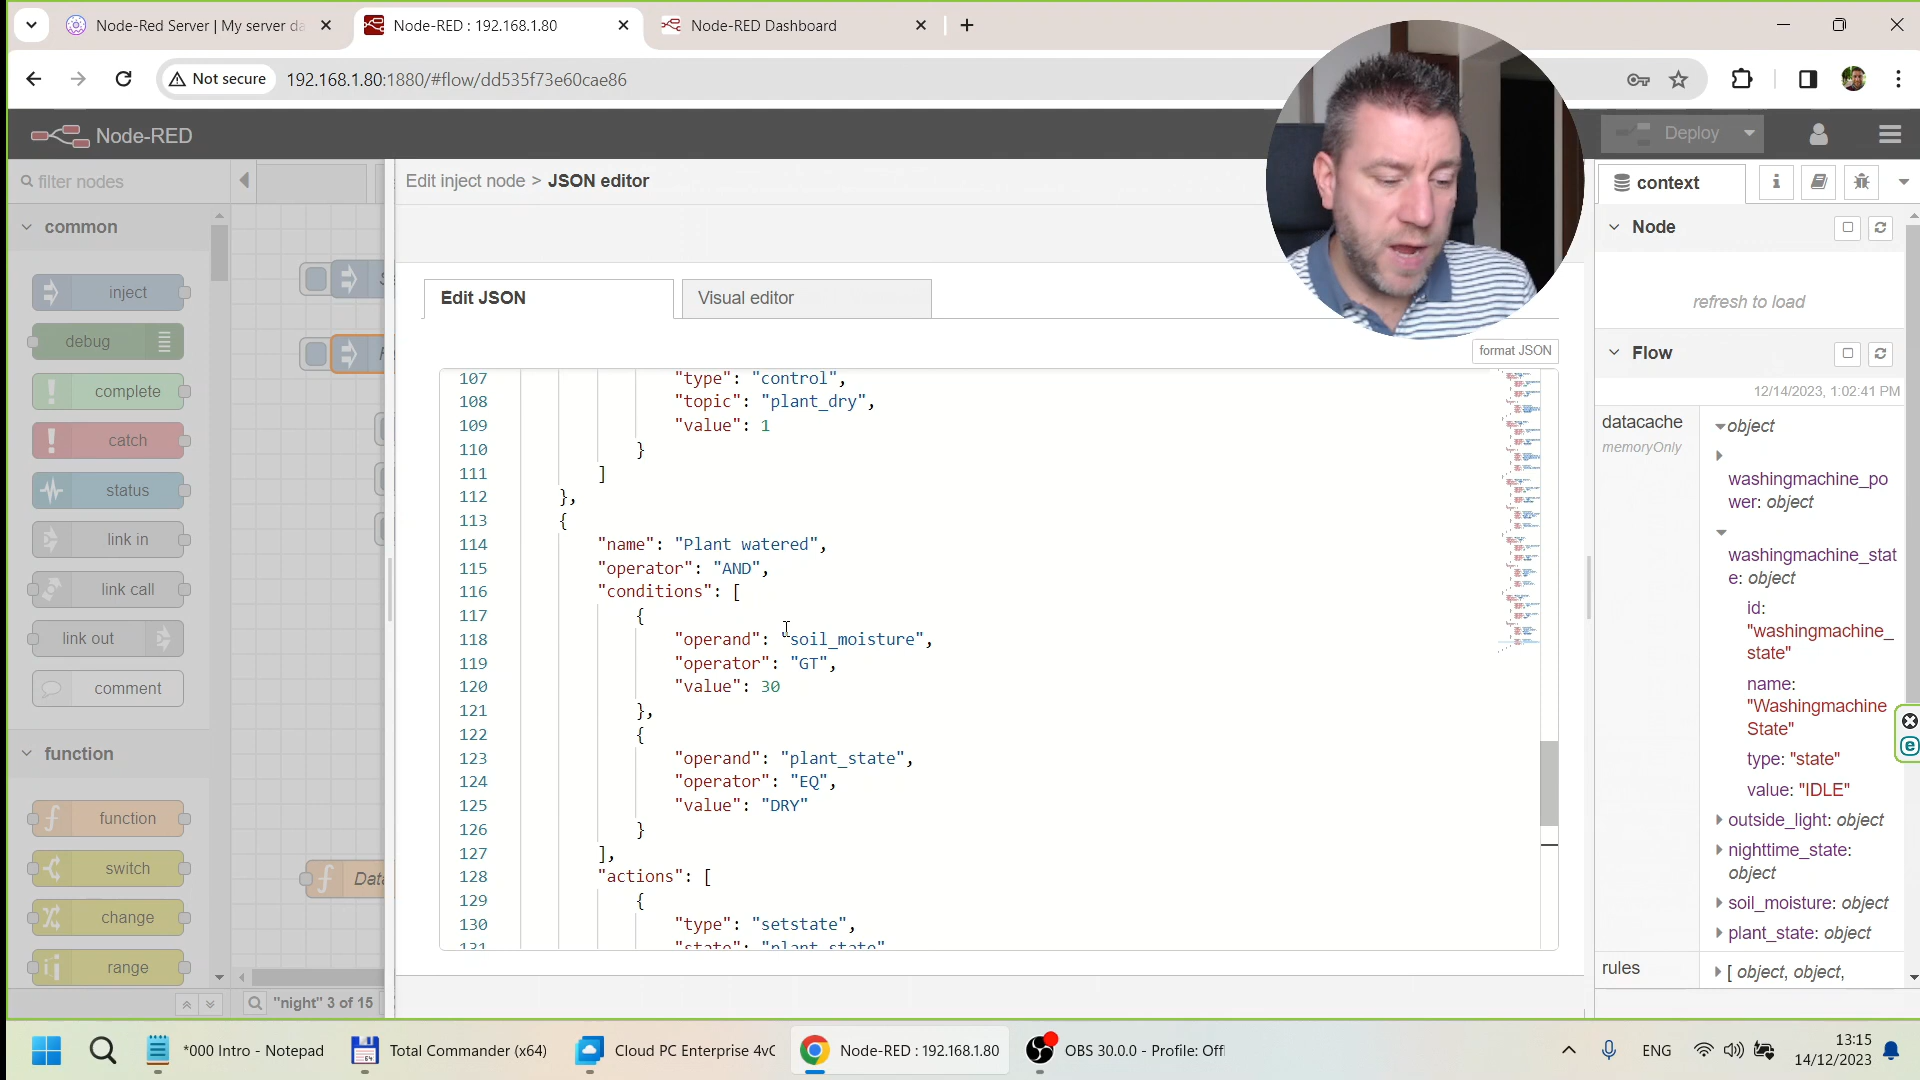 Node-Red Server | My server da
Node-RED : 192.168.1.80
Node-RED Dashboard
Not secure
192.168.1.80:1880/#flow/dd535f73e60cae86
Node-RED
Deploy
filter nodes
common
inject
debug
complete
catch
status
link in
link call
link out
comment
function
function
switch
change
range
Data
"night" 3 of 15
Edit inject node > JSON editor
Edit JSON
Visual editor
format JSON
107 "type": "control",
108 "topic": "plant_dry",
109 "value": 1
110 }
111 ]
112 },
113 {
114 "name": "Plant watered",
115 "operator": "AND",
116 "conditions": [
117 {
118 "operand": "soil_moisture",
119 "operator": "GT",
120 "value": 30
121 },
122 {
123 "operand": "plant_state",
124 "operator": "EQ",
125 "value": "DRY"
126 }
127 ],
128 "actions": [
129 {
130 "type": "setstate",
131 "state": "plant_state"
context
i
Node
refresh to load
Flow
12/14/2023, 1:02:41 PM
datacache
memoryOnly
object
washingmachine_po
wer: object
washingmachine_stat
e: object
id:
"washingmachine_
state"
name:
"Washingmachine
State"
type: "state"
value: "IDLE"
outside_light: object
nighttime_state:
object
soil_moisture: object
plant_state: object
rules
[ object, object,
*000 Intro - Notepad
Total Commander (x64)
Cloud PC Enterprise 4vC
Node-RED : 192.168.1.80
OBS 30.0.0 - Profile: Off
ENG
13:15
14/12/2023